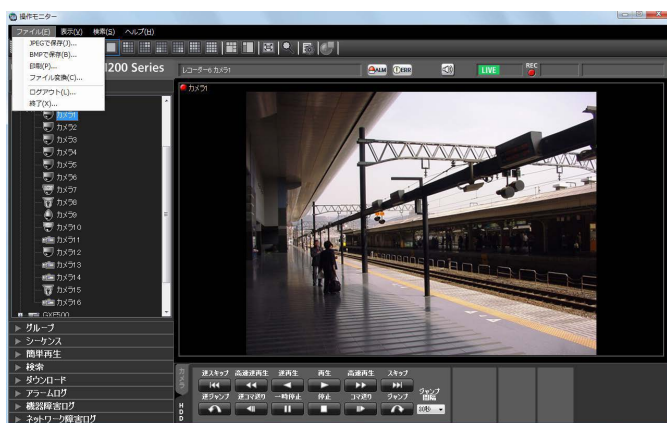 操作モニター
ファイル(F) 表示(V) 検索(S) ヘルプ(H)
JPEGで保存(J)...
BMPで保存(B)...
印刷(P)...
ファイル変換(C)...
ログアウト(L)...
終了(X)...
200 Series
レコーダー6 カメラ1
ALM
ERR
LIVE
REC
カメラ1
カメラ1
カメラ2
カメラ3
カメラ4
カメラ5
カメラ6
カメラ7
カメラ8
カメラ9
カメラ10
カメラ11
カメラ12
カメラ13
カメラ14
カメラ15
カメラ16
グループ
シーケンス
簡単再生
検索
ダウンロード
アラームログ
機器障害ログ
ネットワーク障害ログ
カメラ
HDD
逆スキップ 高速逆再生 逆再生 再生 高速再生 スキップ
逆ジャンプ 逆コマ送り 一時停止 停止 コマ送り ジャンプ
ジャンプ
間隔
30秒